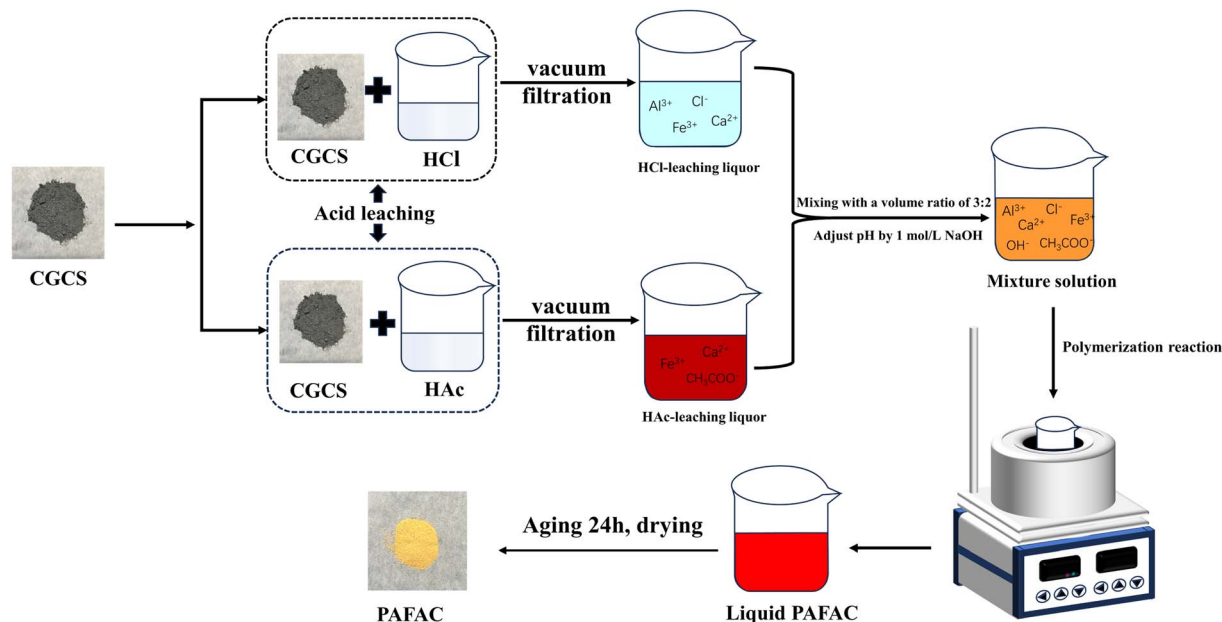 CGCS
CGCS
HCl
Acid leaching
CGCS
HAc
vacuum
filtration
vacuum
filtration
Al³⁺
Cl⁻
Fe³⁺
Ca²⁺
HCl-leaching liquor
Fe³⁺
Ca²⁺
CH₃COO
HAc-leaching liquor
Mixing with a volume ratio of 3:2
Adjust pH by 1 mol/L NaOH
Al³⁺
Cl⁻
Fe³⁺
Ca²⁺
OH⁻
CH₃COO⁻
Mixture solution
Polymerization reaction
Liquid PAFAC
Aging 24h, drying
PAFAC